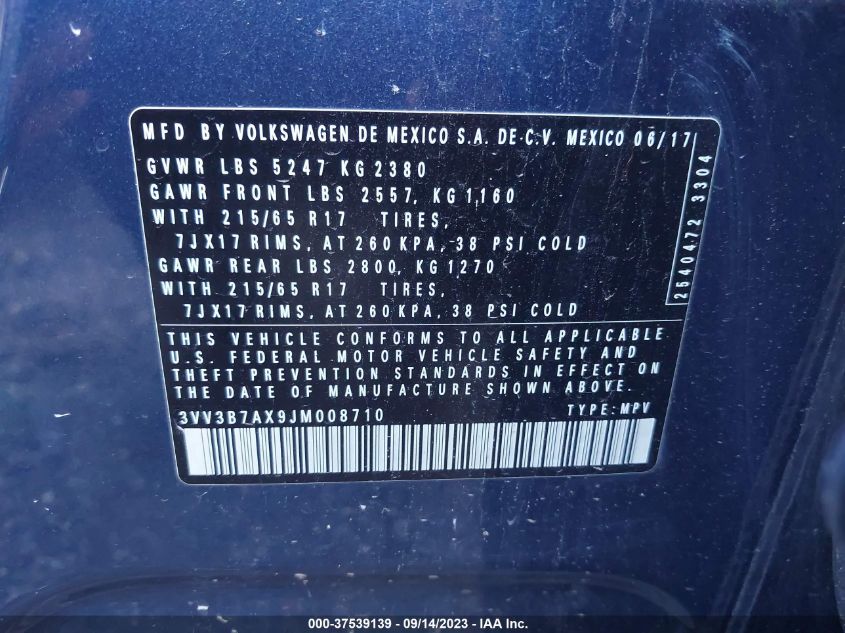 MFD BY VOLKSWAGEN DE MEXICO S.A. DE C.V. MEXICO 06/17
GVWR LBS 5247 KG 2380
GAWR FRONT LBS 2557, KG 1160
WITH 215/65 R17 TIRES,
7JX17 RIMS, AT 260 KPA, 38 PSI COLD
GAWR REAR LBS 2800, KG 1270
WITH 215/65 R17 TIRES,
7JX17 RIMS, AT 260 KPA, 38 PSI COLD
2540472 3304
THIS VEHICLE CONFORMS TO ALL APPLICABLE
U.S. FEDERAL MOTOR VEHICLE SAFETY AND
THEFT PREVENTION STANDARDS IN EFFECT ON
THE DATE OF MANUFACTURE SHOWN ABOVE.
3VV3B7AX9JM008710 TYPE: MPV
000-37539139 - 09/14/2023 - IAA Inc.